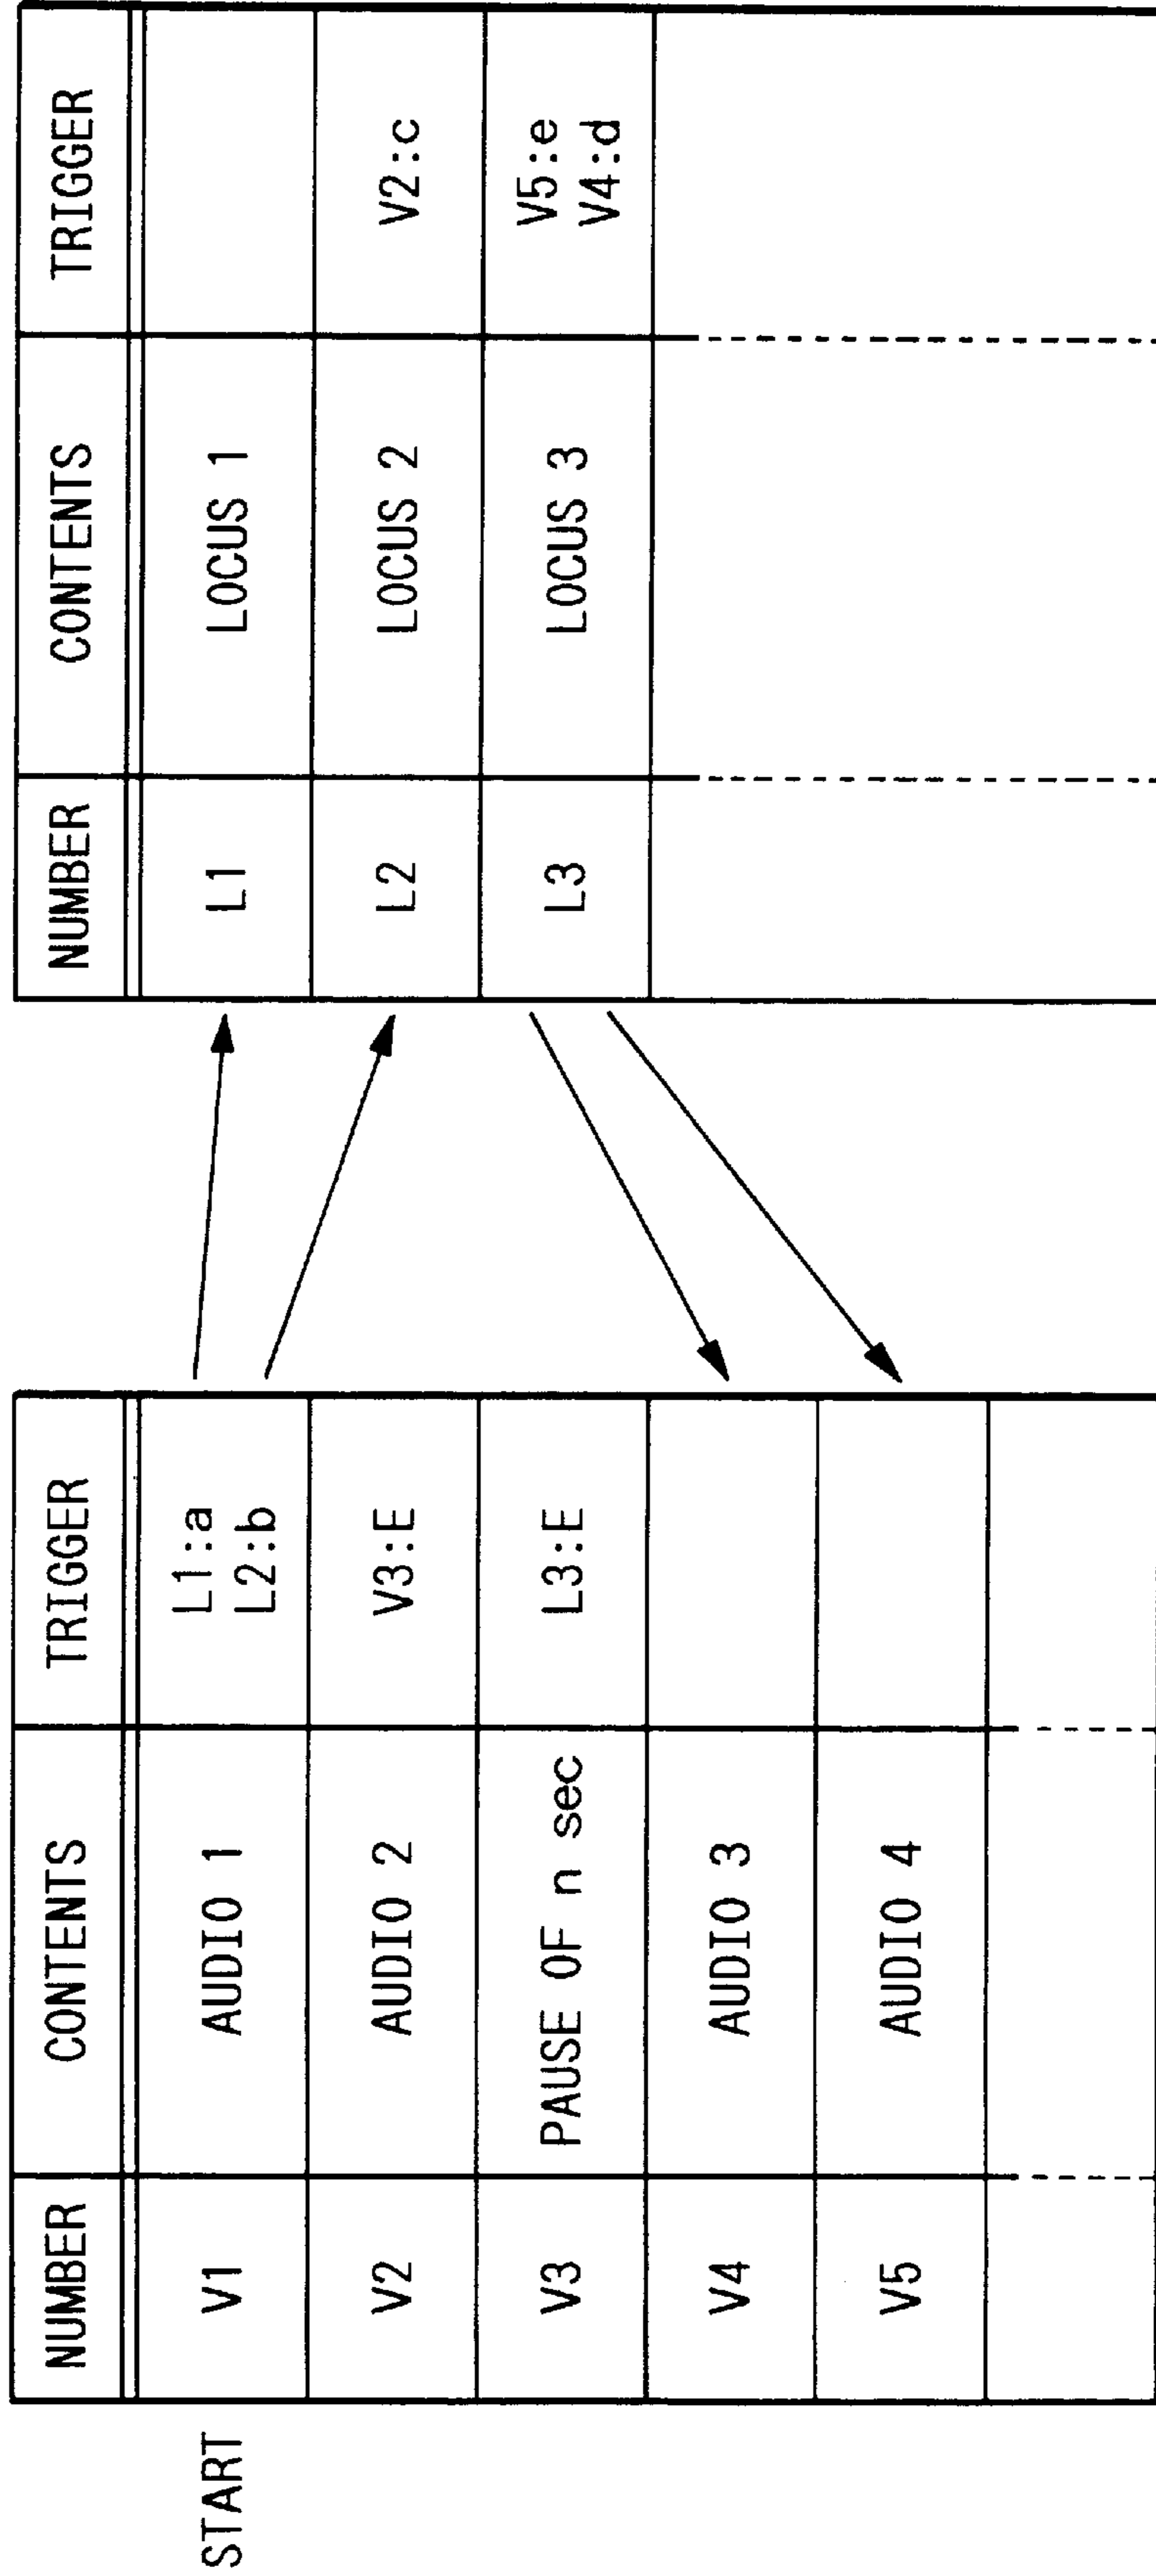 START
NUMBER CONTENTS TRIGGER
V1 AUDIO 1 L1:a
L2:b
V2 AUDIO 2 V3:E
V3 PAUSE OF n sec L3:E
V4 AUDIO 3
V5 AUDIO 4
NUMBER CONTENTS TRIGGER
L1 LOCUS 1
L2 LOCUS 2 V2:c
L3 LOCUS 3 V5:e
V4:d